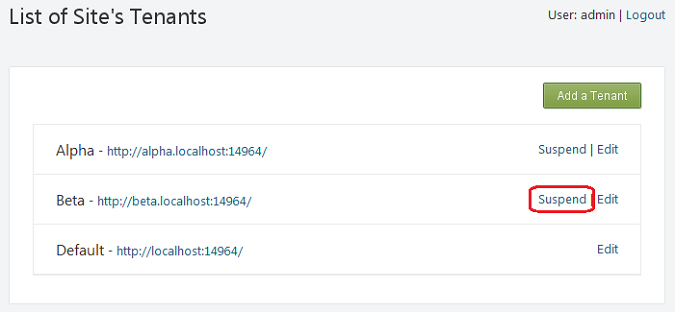 List of Site's Tenants
User: admin | Logout
Add a Tenant
Alpha - http://alpha.localhost:14964/ Suspend | Edit
Beta - http://beta.localhost:14964/ Suspend | Edit
Default - http://localhost:14964/ Edit